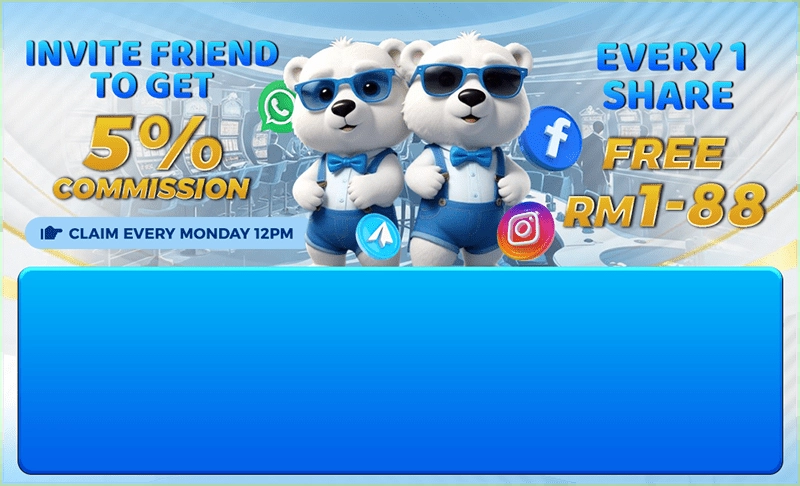 INVITE FRIEND
TO GET
5%
COMMISSION
CLAIM EVERY MONDAY 12PM
EVERY 1
SHARE
FREE
RM1-88